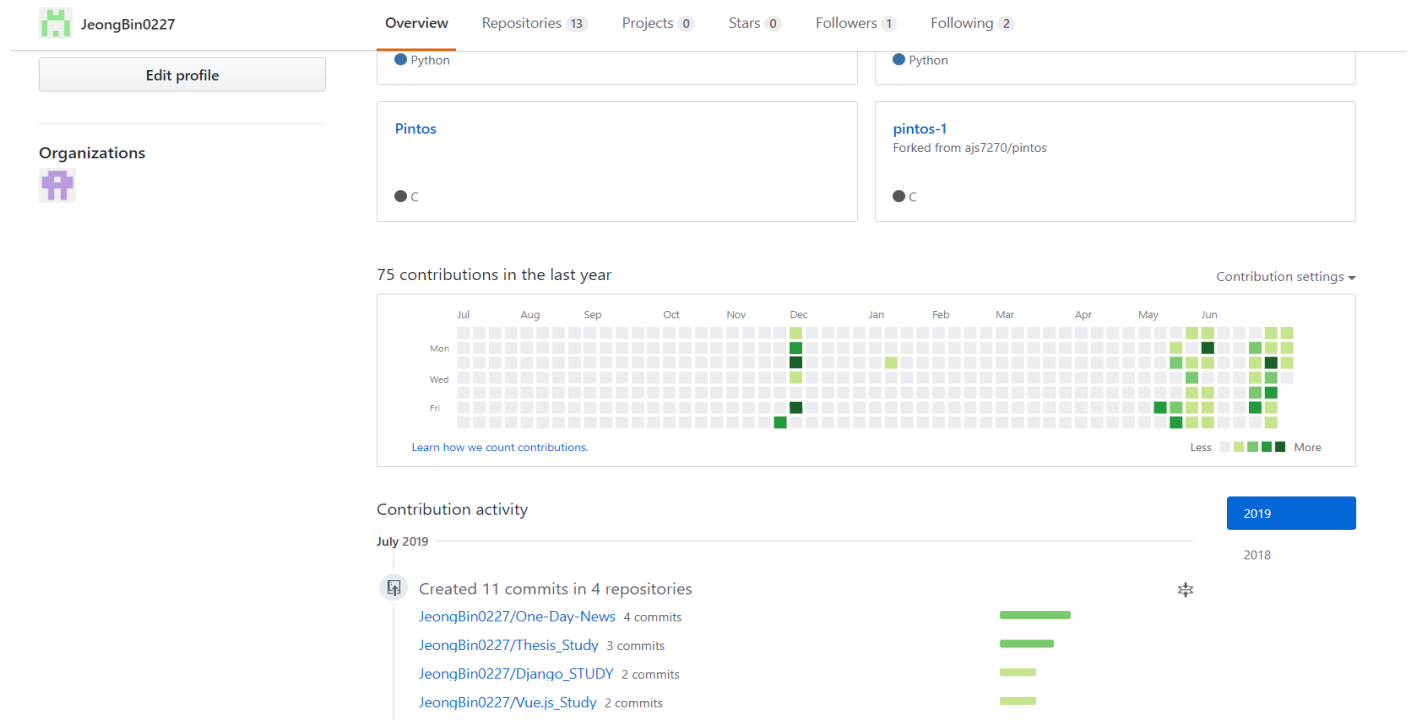 JeongBin0227
Overview Repositories 13 Projects 0 Stars 0 Followers 1 Following 2
Edit profile
Organizations
Python
Python
Pintos
C
pintos-1
Forked from ajs7270/pintos
C
75 contributions in the last year
Contribution settings
Jul Aug Sep Oct Nov Dec Jan Feb Mar Apr May Jun
Mon
Wed
Fri
Learn how we count contributions.
Less More
Contribution activity
2019
2018
July 2019
Created 11 commits in 4 repositories
JeongBin0227/One-Day-News 4 commits
JeongBin0227/Thesis_Study 3 commits
JeongBin0227/Django_STUDY 2 commits
JeongBin0227/Vue.js_Study 2 commits